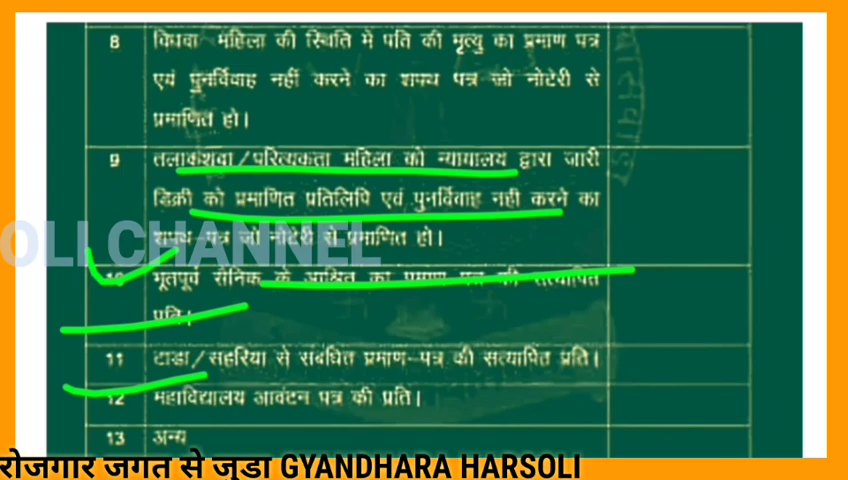 8 विधवा महिला की स्थिति में पति की मृत्यु का प्रमाण पत्र
एवं पुनर्विवाह नहीं करने का शपथ पत्र जो नोटेरी से
प्रमाणित हो।
9 तलाकशुदा/परित्यक्ता महिला को न्यायालय द्वारा जारी
डिक्री को प्रमाणित प्रतिलिपि एवं पुनर्विवाह नही करने का
शपथ-पत्र जो नोटेरी से प्रमाणित हो।
OLI CHANNEL
10 भूतपूर्व सैनिक के आश्रित का प्रमाण पत्र की सत्यापित
प्रति।
11 टाडा/सहरिया से संबंधित प्रमाण-पत्र की सत्यापित प्रति।
12 महाविद्यालय आवंटन पत्र की प्रति।
13 अन्य
रोजगार जगत से जुडा GYANDHARA HARSOLI